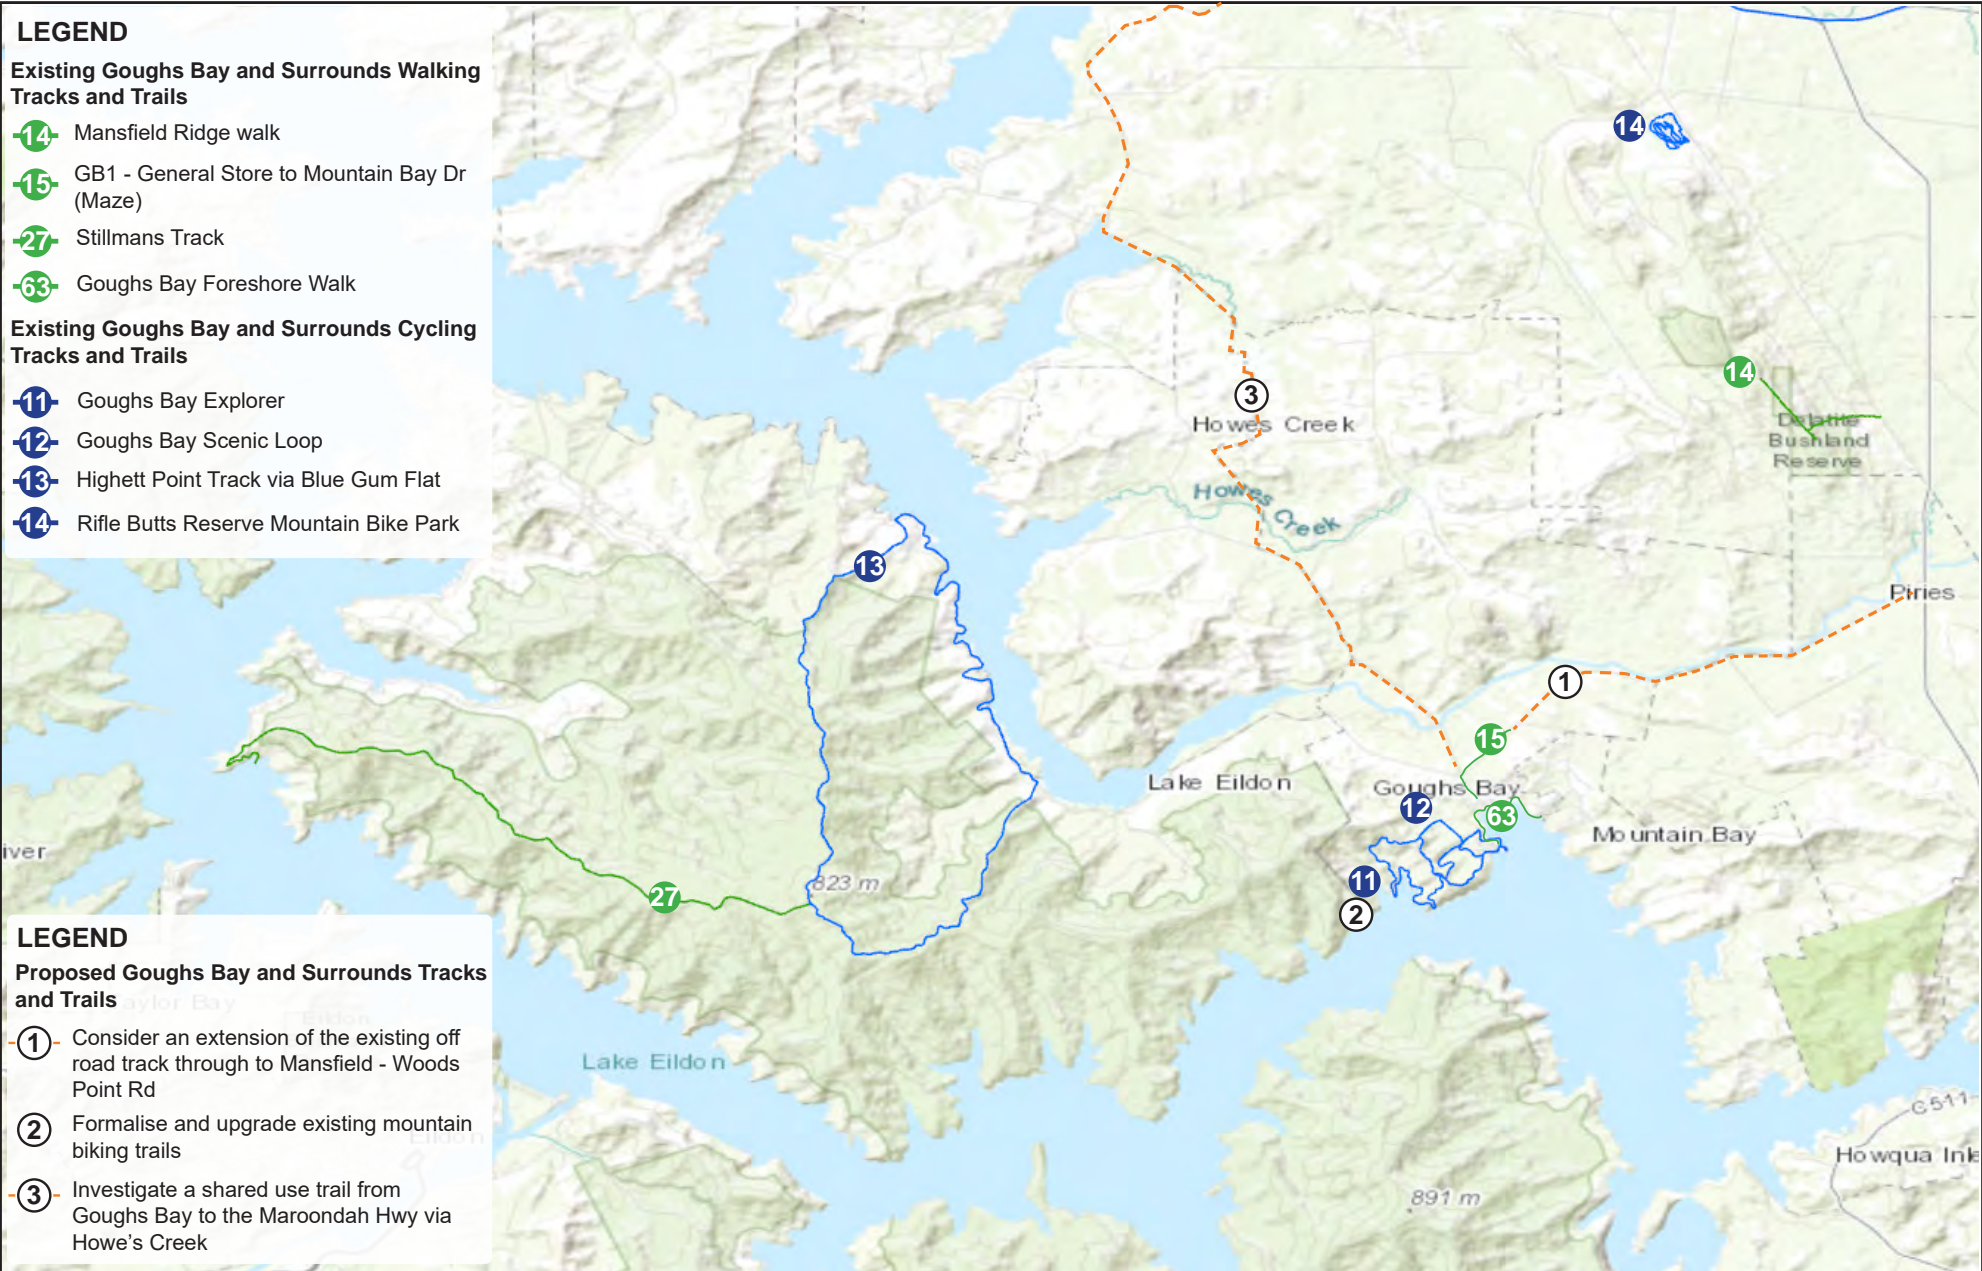 LEGEND
Existing Goughs Bay and Surrounds Walking
Tracks and Trails
14 Mansfield Ridge walk
15 GB1 - General Store to Mountain Bay Dr
(Maze)
27 Stillmans Track
63 Goughs Bay Foreshore Walk
Existing Goughs Bay and Surrounds Cycling
Tracks and Trails
11 Goughs Bay Explorer
12 Goughs Bay Scenic Loop
13 Highett Point Track via Blue Gum Flat
14 Rifle Butts Reserve Mountain Bike Park
14
14
3
Howes Creek
Delatite
Bushland
Reserve
Howes Creek
13
Piries
1
15
Lake Eildon
Goughs Bay
12
63
Mountain Bay
iver
823 m
11
27
2
LEGEND
Proposed Goughs Bay and Surrounds Tracks
and Trails
aylor Bay
Eildon
1 Consider an extension of the existing off
road track through to Mansfield - Woods
Point Rd
Lake Eildon
2 Formalise and upgrade existing mountain
biking trails
Eildon
C511
Howqua Inle
3 Investigate a shared use trail from
Goughs Bay to the Maroondah Hwy via
Howe's Creek
891 m